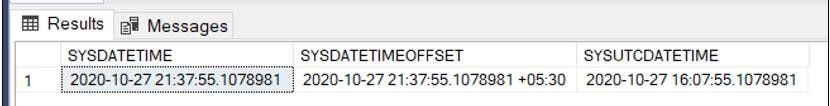 Results Messages
SYSDATETIME SYSDATETIMEOFFSET SYSUTCDATETIME
1 2020-10-27 21:37:55.1078981 2020-10-27 21:37:55.1078981 +05:30 2020-10-27 16:07:55.1078981